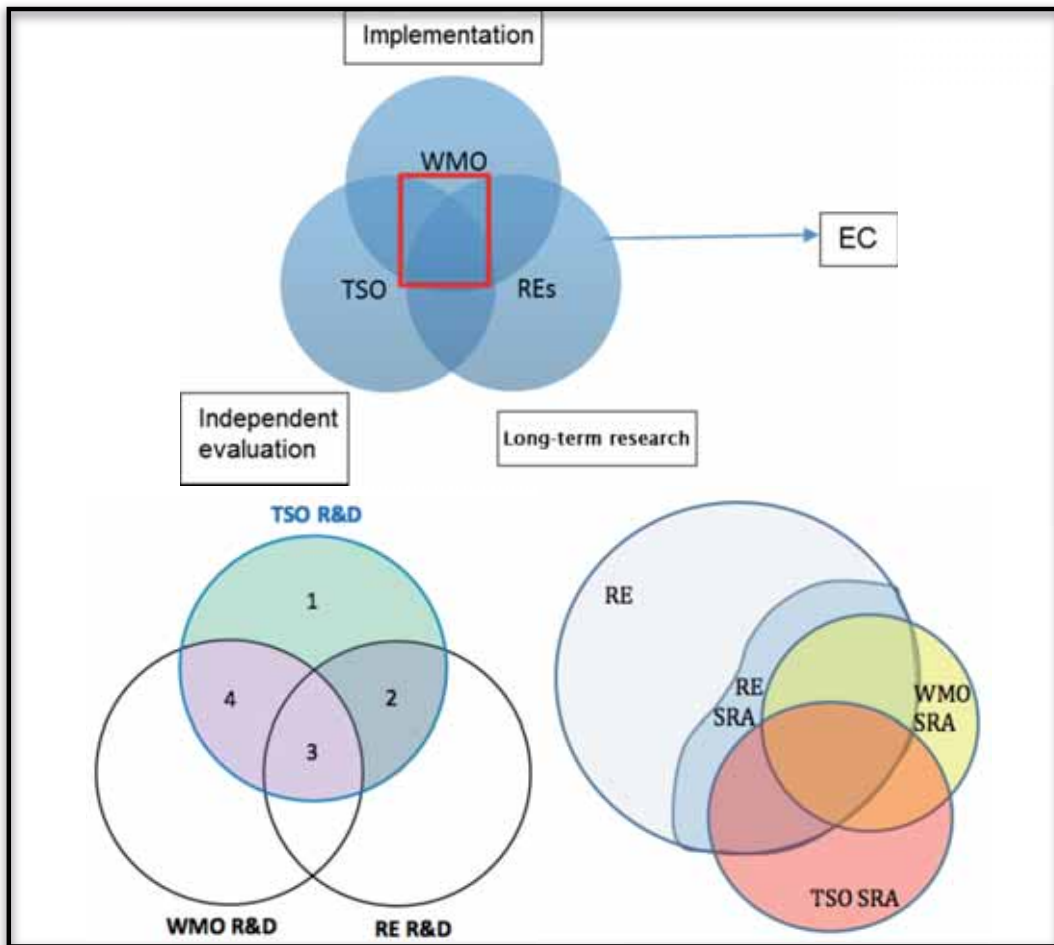 Implementation
WMO
TSO
REs
EC
Independent
evaluation
Long-term research
TSO R&D
1
4
2
3
WMO R&D
RE R&D
RE
RE
SRA
WMO
SRA
TSO SRA